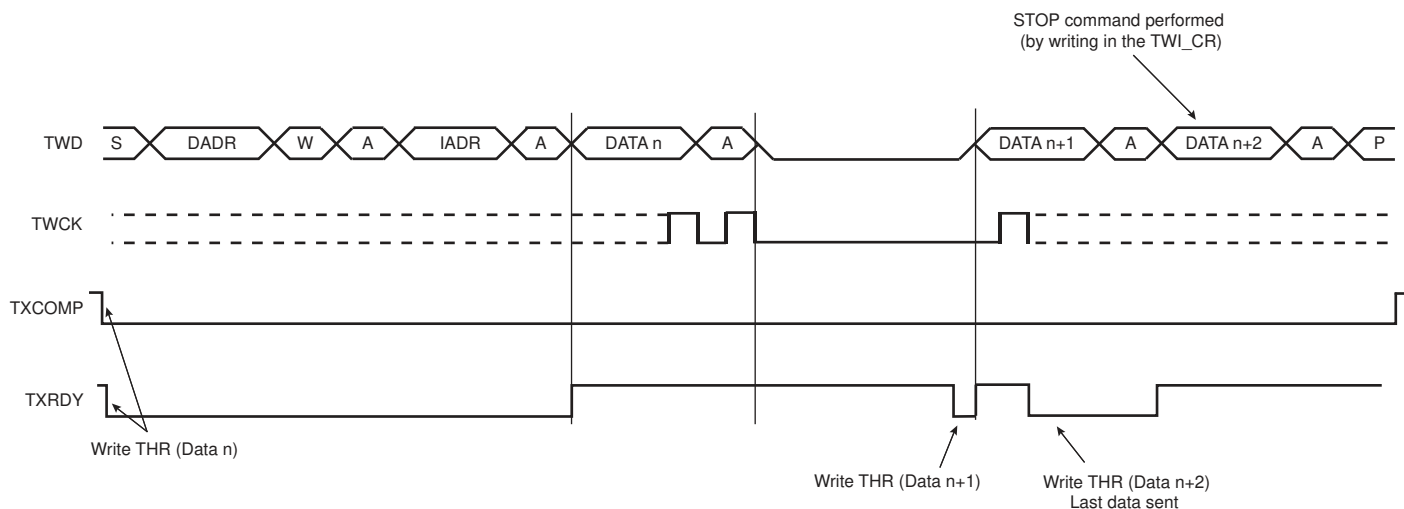 STOP command performed
(by writing in the TWI_CR)
TWD S DADR W A IADR A DATA n A DATA n+1 A DATA n+2 A P
TWCK
TXCOMP
TXRDY
Write THR (Data n)
Write THR (Data n+1)
Write THR (Data n+2)
Last data sent